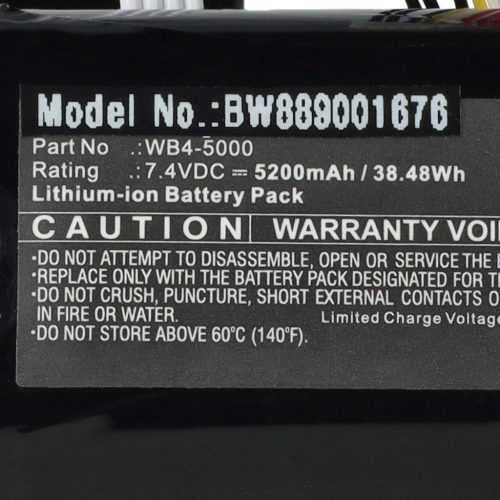 Model No.:BW889001676
Part No .:WB4-5000
Rating .:7.4VDC ⎓ 5200mAh / 38.48Wh
Lithium-ion Battery Pack
CAUTION WARRANTY VOI
•DO NOT ATTEMPT TO DISASSEMBLE, OPEN OR SERVICE THE
•REPLACE ONLY WITH THE BATTERY PACK DESIGNATED FOR
•DO NOT CRUSH, PUNCTURE, SHORT EXTERNAL CONTACTS O
IN FIRE OR WATER. Limited Charge Voltage
•DO NOT STORE ABOVE 60°C (140°F).